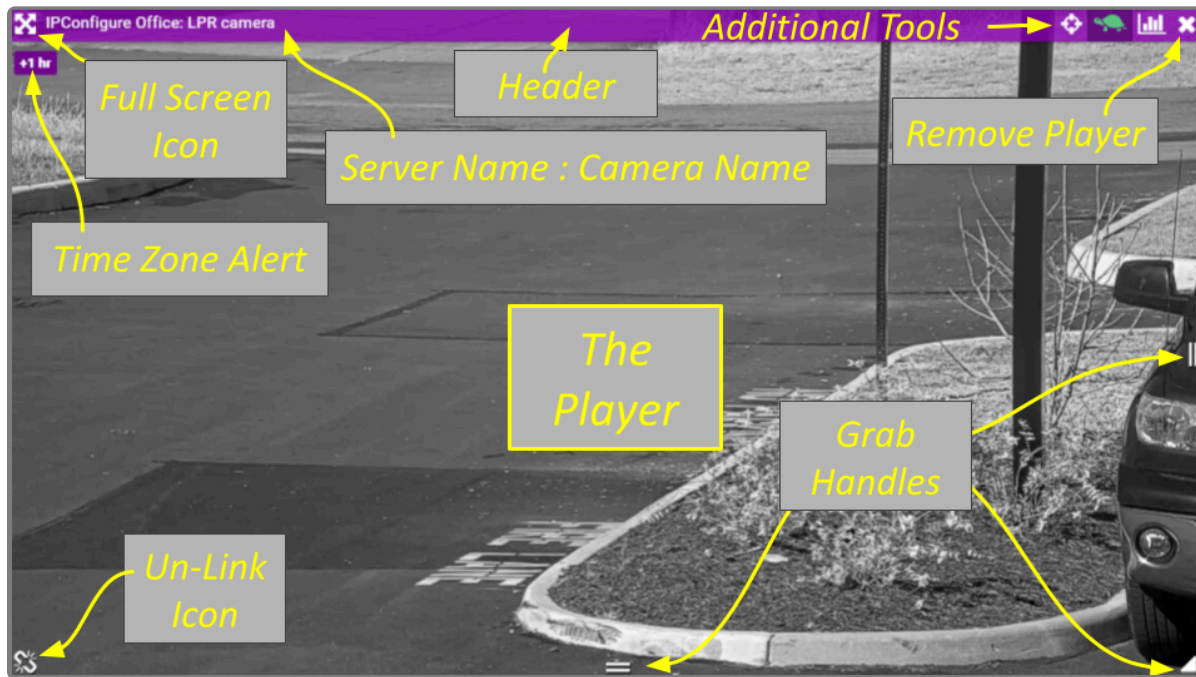 IPConfigure Office: LPR camera
Additional Tools
+1 hr
Full Screen
Icon
Header
Server Name : Camera Name
Remove Player
Time Zone Alert
The
Player
Grab
Handles
Un-Link
Icon